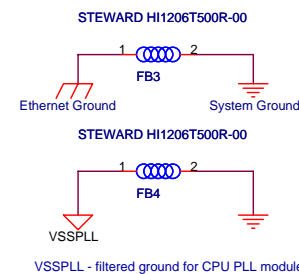 STEWARD HI1206T500R-00
1 2
FB3
Ethernet Ground System Ground
STEWARD HI1206T500R-00
1 2
FB4
VSSPLL
VSSPLL - filtered ground for CPU PLL module